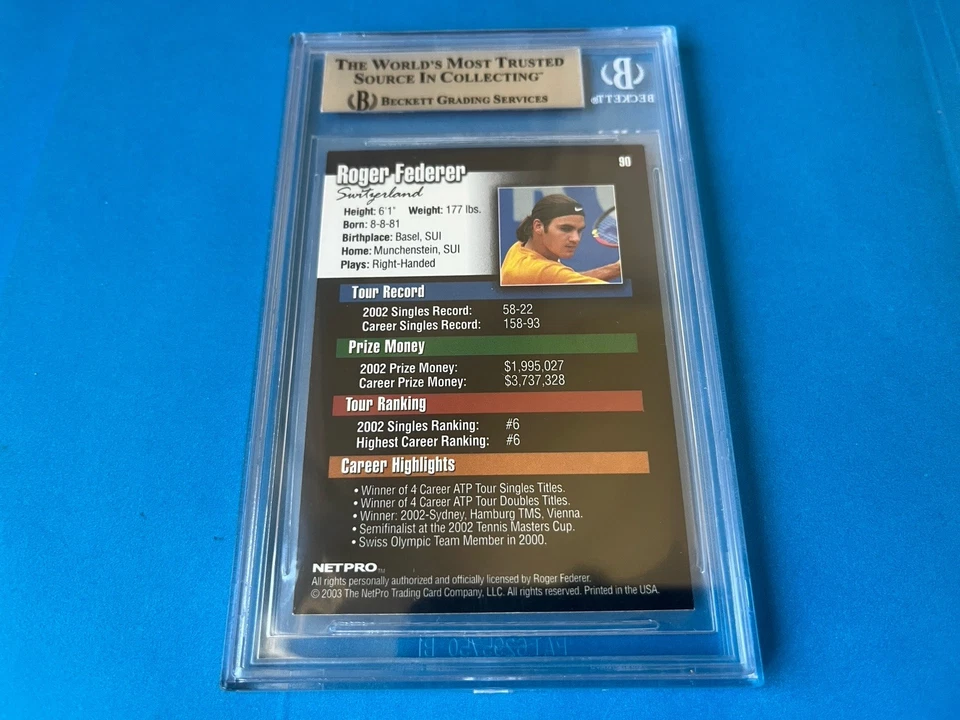 THE WORLD'S MOST TRUSTED
SOURCE IN COLLECTING™
B BECKETT GRADING SERVICES
B
BECKETT®
90
Roger Federer
Switzerland
Height: 6'1" Weight: 177 lbs.
Born: 8-8-81
Birthplace: Basel, SUI
Home: Munchenstein, SUI
Plays: Right-Handed
Tour Record
2002 Singles Record: 58-22
Career Singles Record: 158-93
Prize Money
2002 Prize Money: $1,995,027
Career Prize Money: $3,737,328
Tour Ranking
2002 Singles Ranking: #6
Highest Career Ranking: #6
Career Highlights
• Winner of 4 Career ATP Tour Singles Titles.
• Winner of 4 Career ATP Tour Doubles Titles.
• Winner: 2002-Sydney, Hamburg TMS, Vienna.
• Semifinalist at the 2002 Tennis Masters Cup.
• Swiss Olympic Team Member in 2000.
NETPRO™
All rights personally authorized and officially licensed by Roger Federer.
© 2003 The NetPro Trading Card Company, LLC. All rights reserved. Printed in the USA.